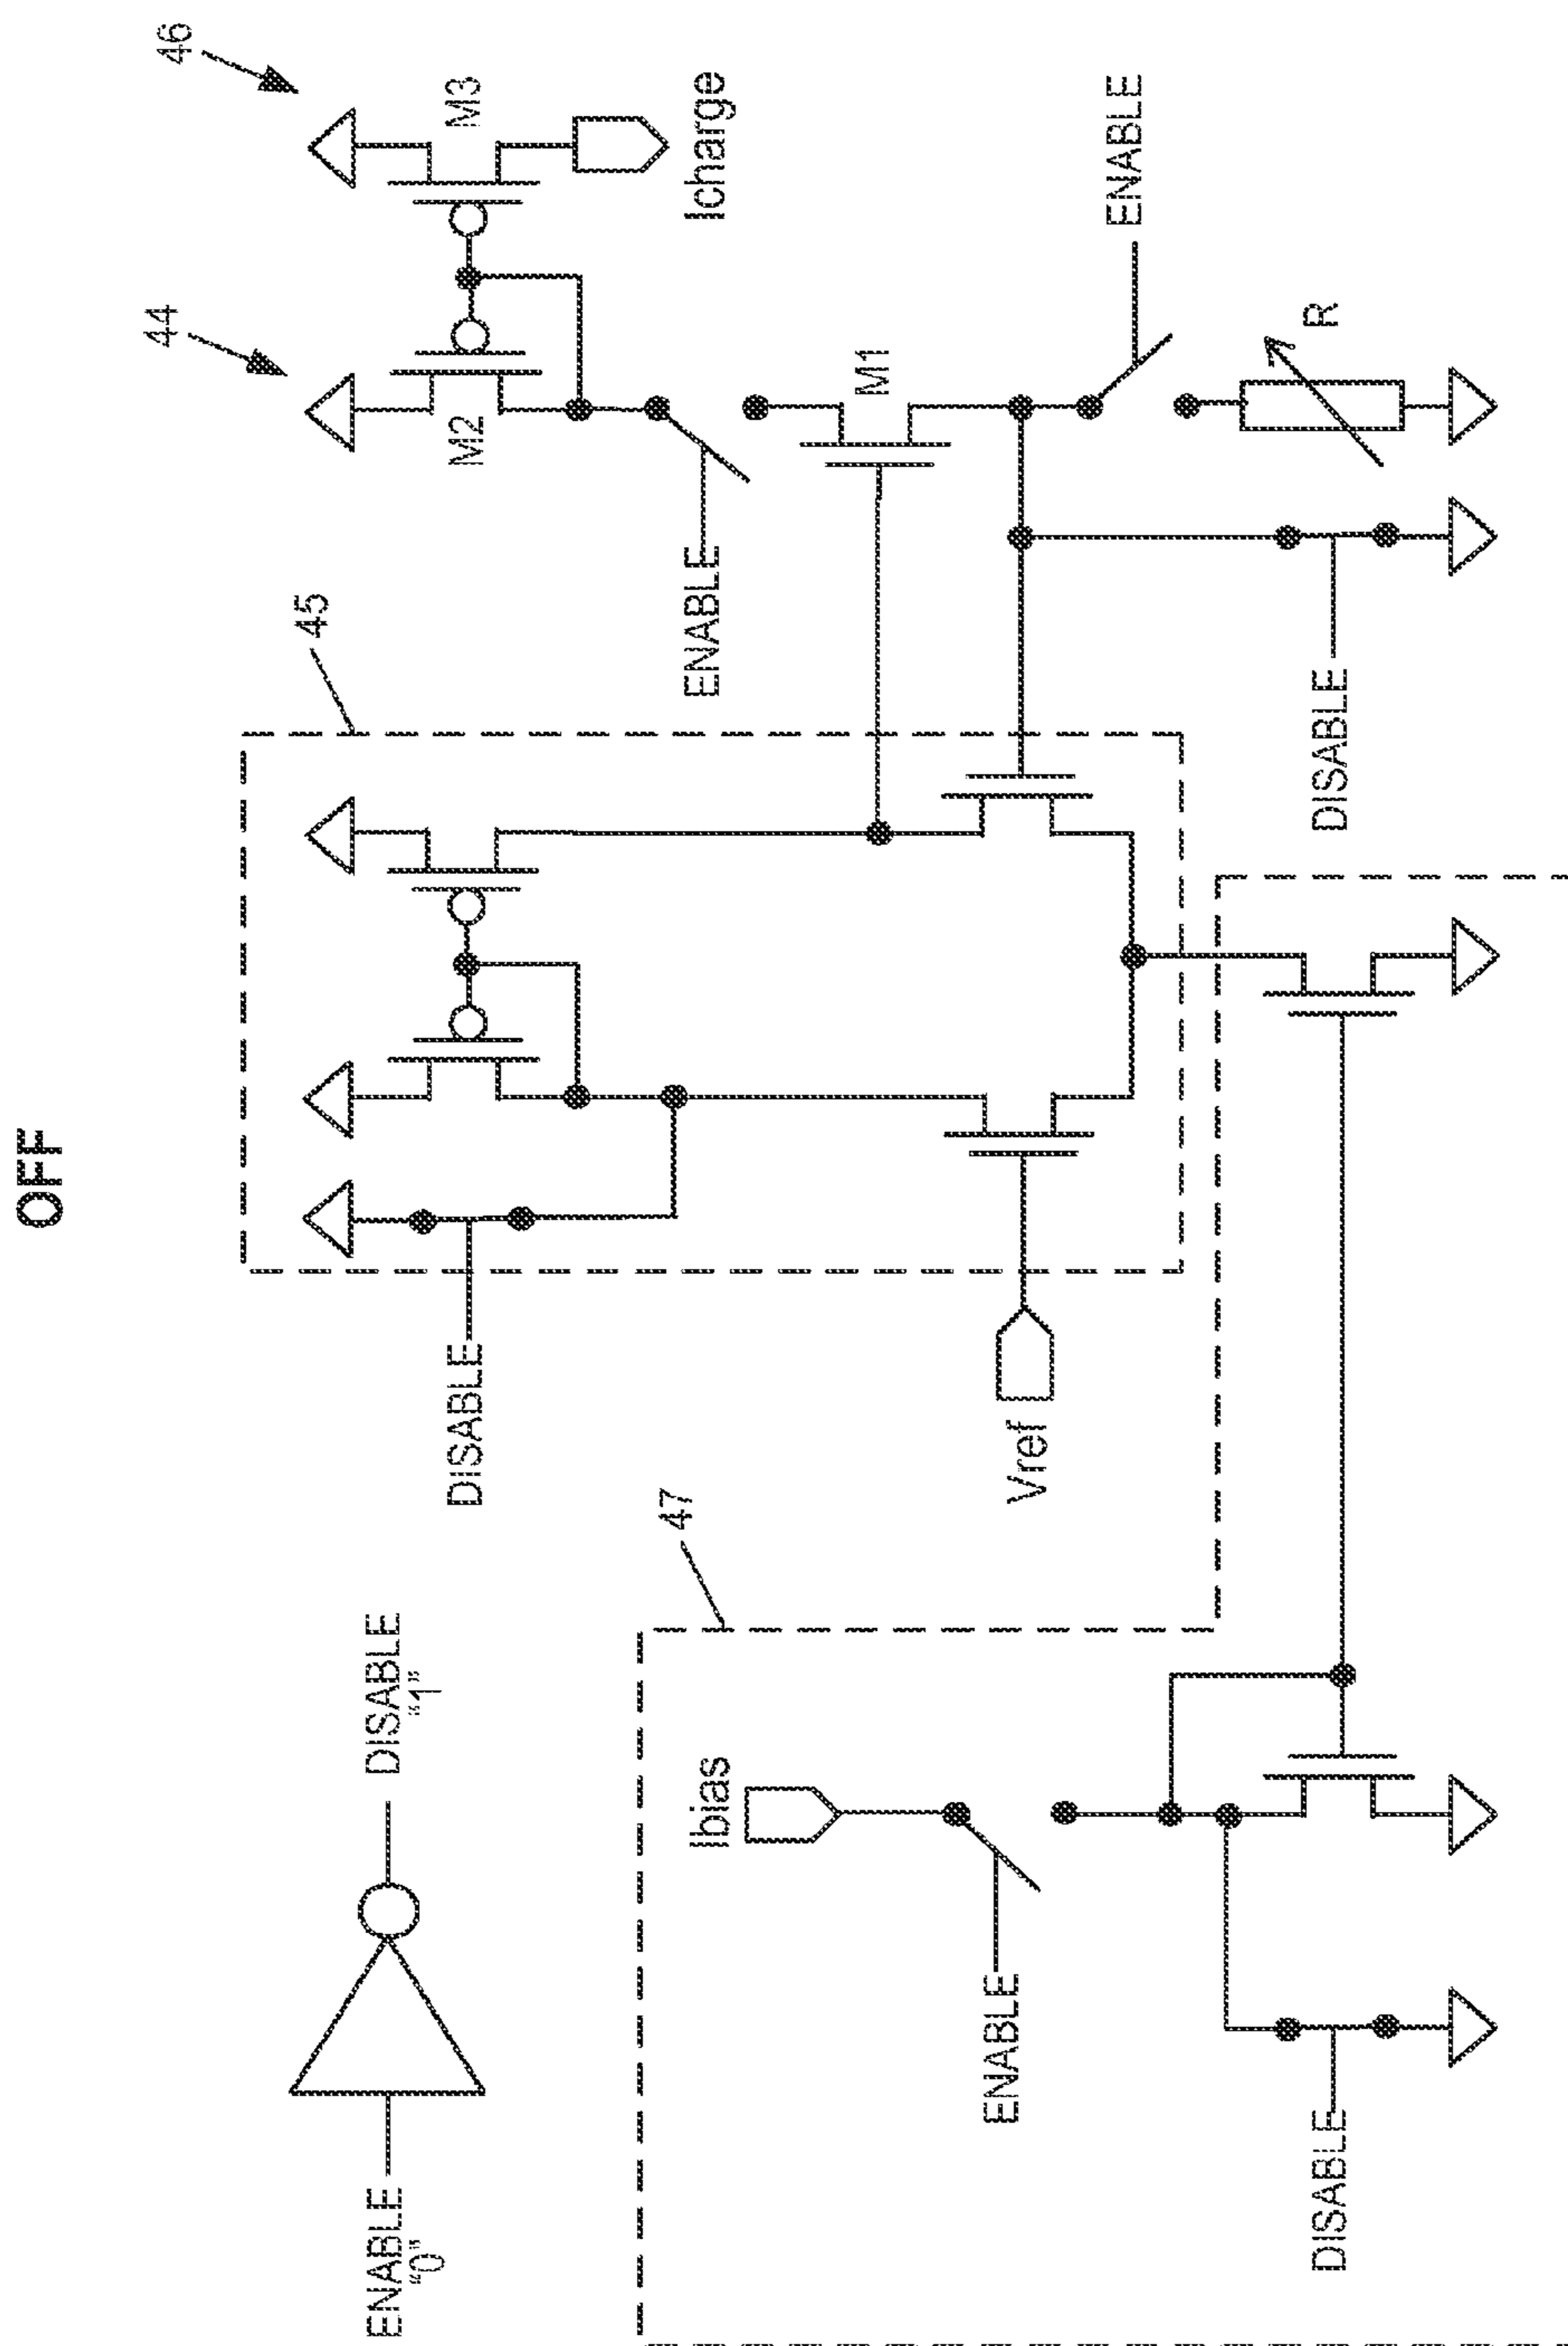 OFF
ENABLE
“0”
DISABLE
“1”
DISABLE
45
44
46
M2
M3
Icharge
ENABLE
M1
ENABLE
R
DISABLE
Vref
47
Ibias
ENABLE
DISABLE